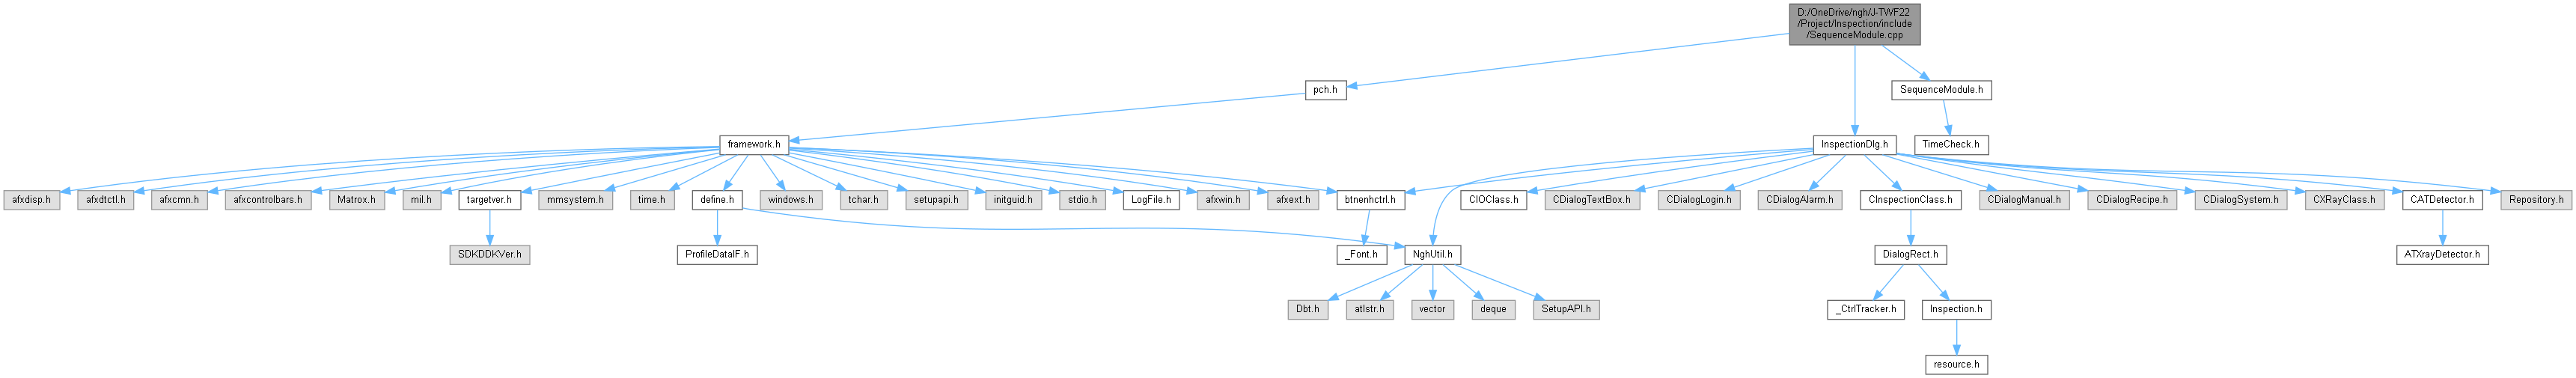 D:/OneDrive/ngh/J-TWF22
/Project/Inspection/include
/SequenceModule.cpp
pch.h
SequenceModule.h
framework.h
InspectionDlg.h
TimeCheck.h
afxdisp.h
afxdtctl.h
afxcmn.h
afxcontrolbars.h
Matrox.h
mil.h
targetver.h
mmsystem.h
time.h
define.h
windows.h
tchar.h
setupapi.h
initguid.h
stdio.h
LogFile.h
afxwin.h
afxext.h
btnenhctrl.h
CIOClass.h
CDialogTextBox.h
CDialogLogin.h
CDialogAlarm.h
CInspectionClass.h
CDialogManual.h
CDialogRecipe.h
CDialogSystem.h
CXRayClass.h
CATDetector.h
Repository.h
SDKDDKVer.h
ProfileDataIF.h
_Font.h
NghUtil.h
DialogRect.h
ATXrayDetector.h
Dbt.h
atlstr.h
vector
deque
SetupAPI.h
_CtrlTracker.h
Inspection.h
resource.h